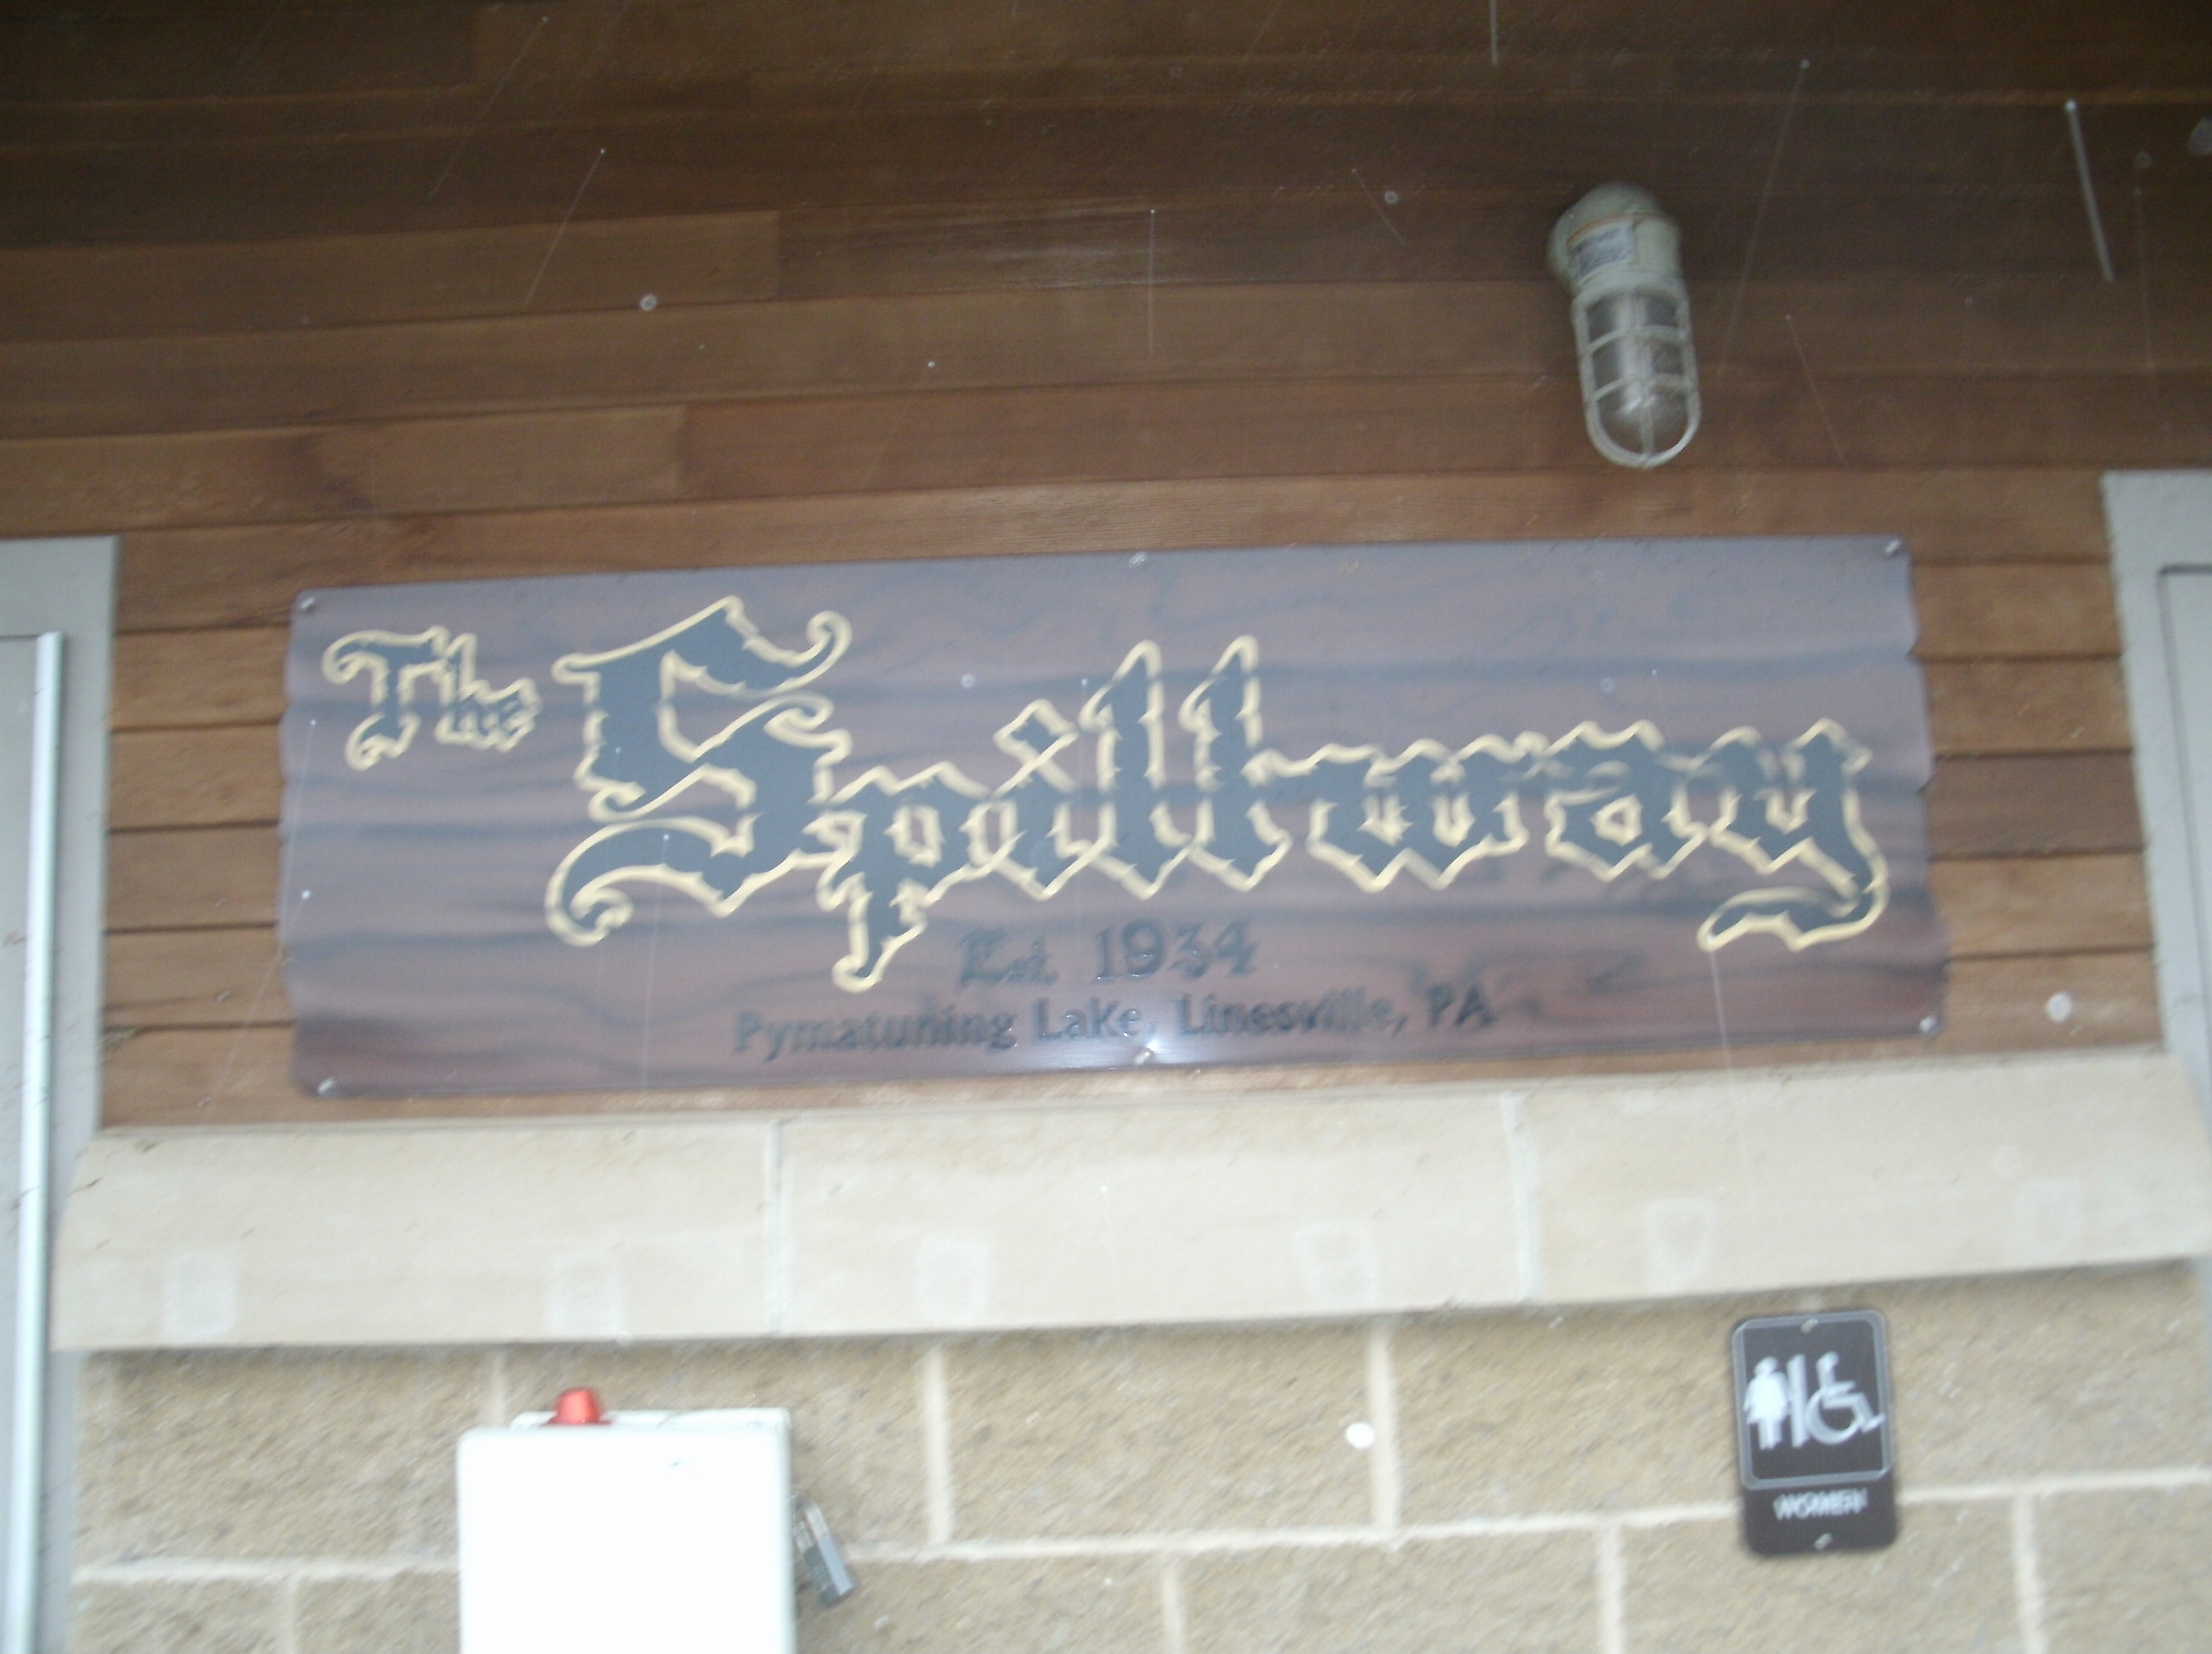 The Spillway
Est. 1934
Pymatuning Lake, Linesville, PA
WOMEN